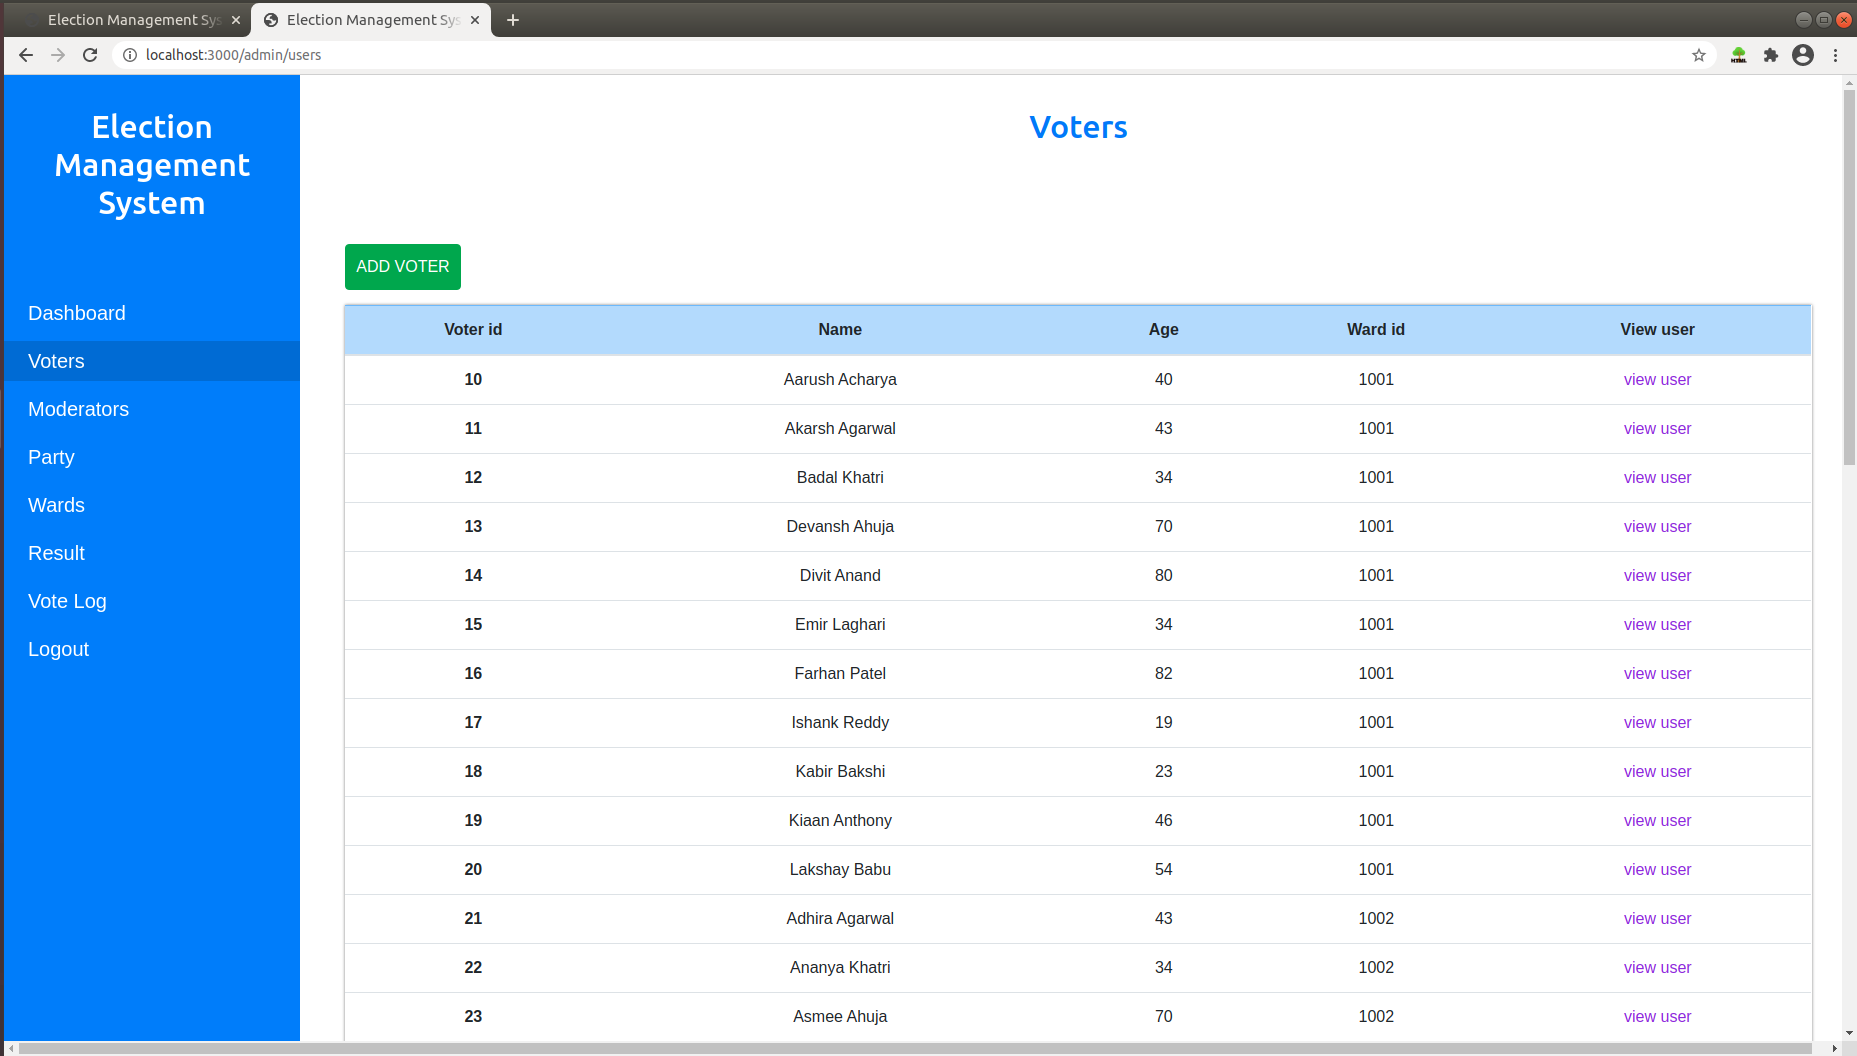 Election Management Sys
Election Management Sys
localhost:3000/admin/users
HTML
Election
Management
System
Dashboard
Voters
Moderators
Party
Wards
Result
Vote Log
Logout
Voters
ADD VOTER
Voter id Name Age Ward id View user
10 Aarush Acharya 40 1001 view user
11 Akarsh Agarwal 43 1001 view user
12 Badal Khatri 34 1001 view user
13 Devansh Ahuja 70 1001 view user
14 Divit Anand 80 1001 view user
15 Emir Laghari 34 1001 view user
16 Farhan Patel 82 1001 view user
17 Ishank Reddy 19 1001 view user
18 Kabir Bakshi 23 1001 view user
19 Kiaan Anthony 46 1001 view user
20 Lakshay Babu 54 1001 view user
21 Adhira Agarwal 43 1002 view user
22 Ananya Khatri 34 1002 view user
23 Asmee Ahuja 70 1002 view user